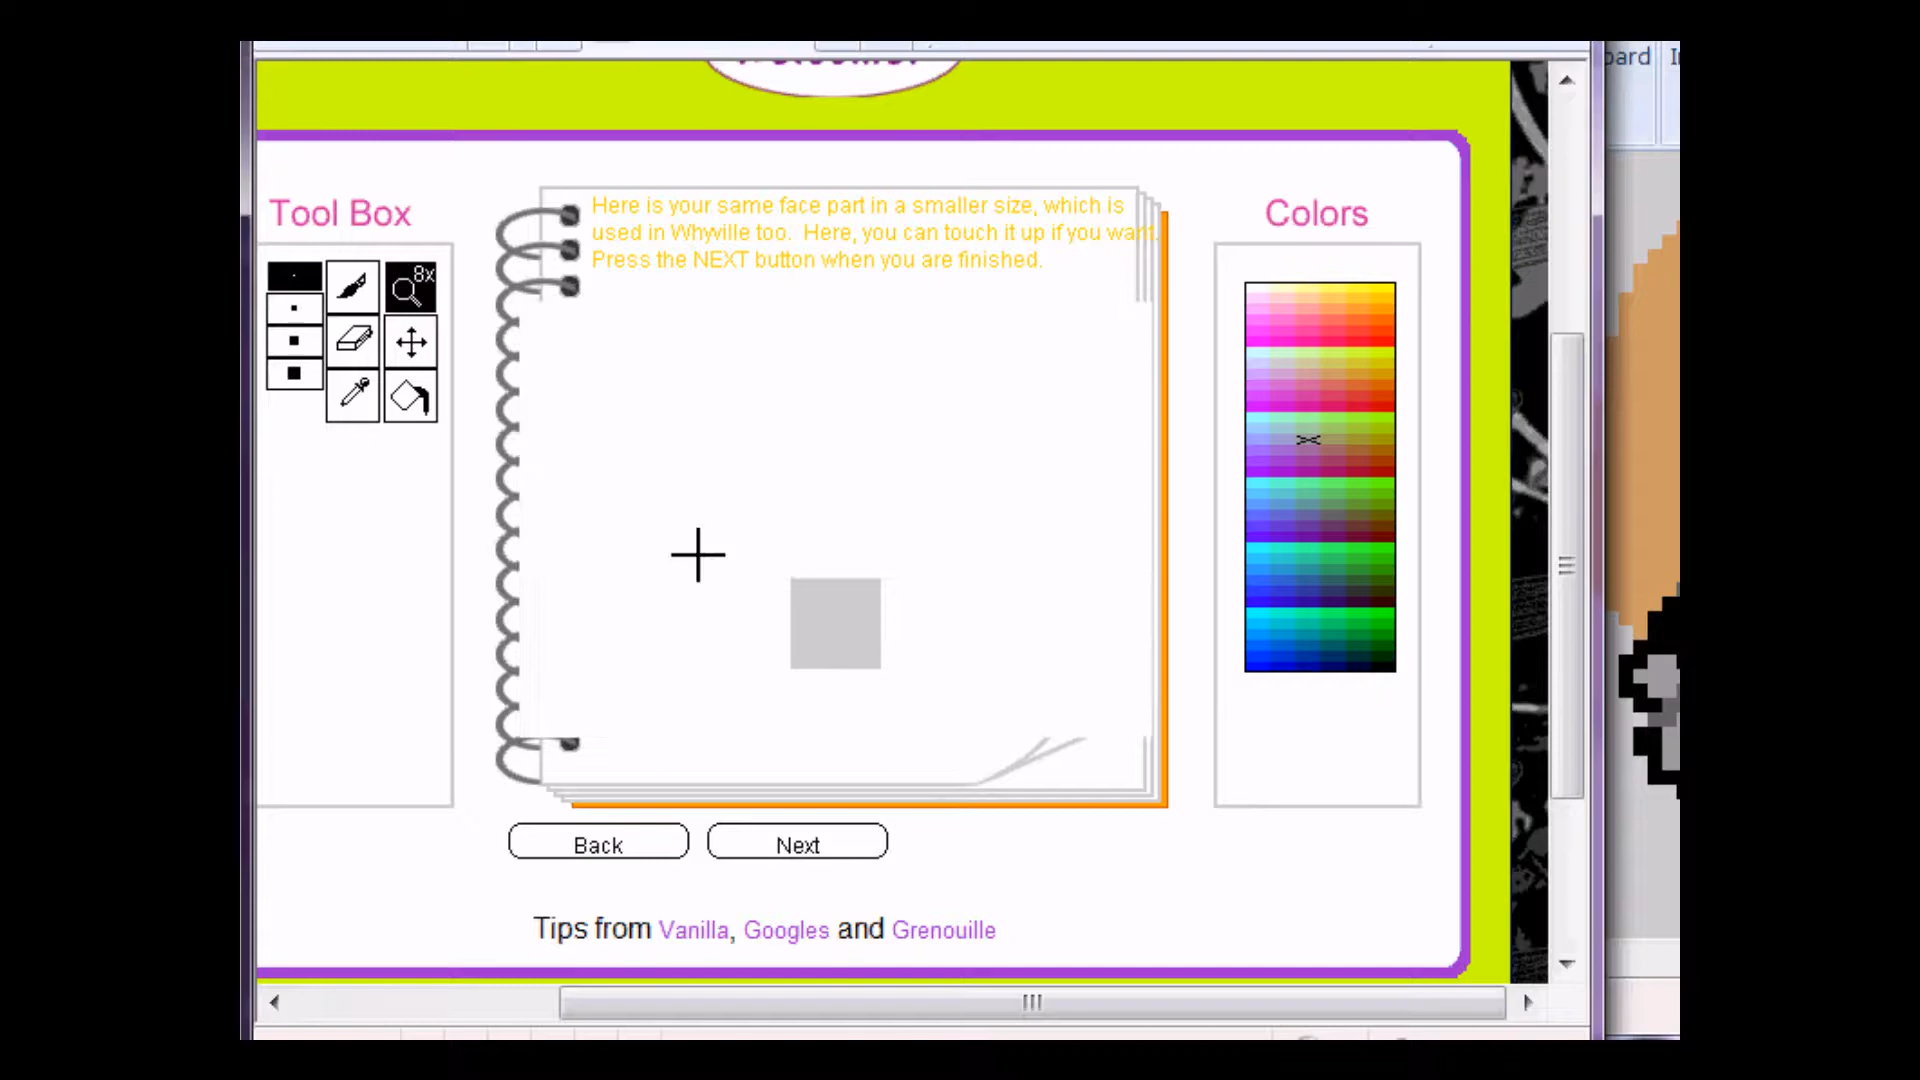 Tool Box
8x
Here is your same face part in a smaller size, which is
used in Whyville too. Here, you can touch it up if you want.
Press the NEXT button when you are finished.
Colors
Back
Next
Tips from Vanilla, Googles and Grenouille